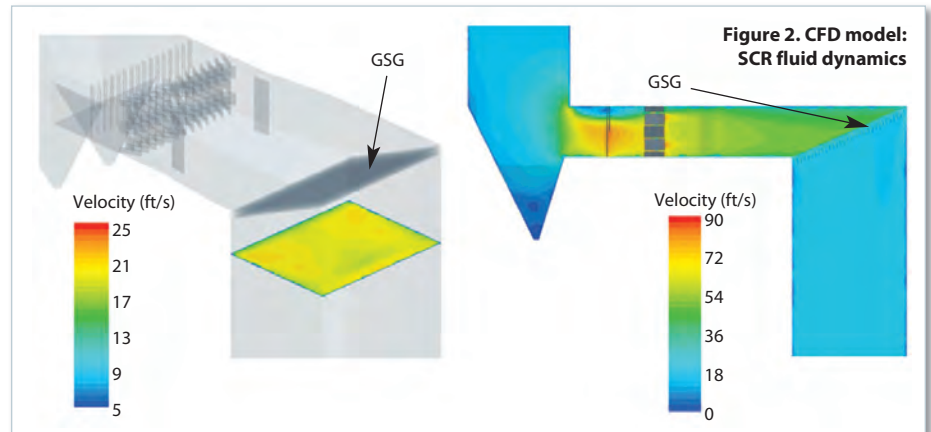 Figure 2. CFD model:
SCR fluid dynamics
GSG
Velocity (ft/s)
25
21
17
13
9
5
GSG
Velocity (ft/s)
90
72
54
36
18
0